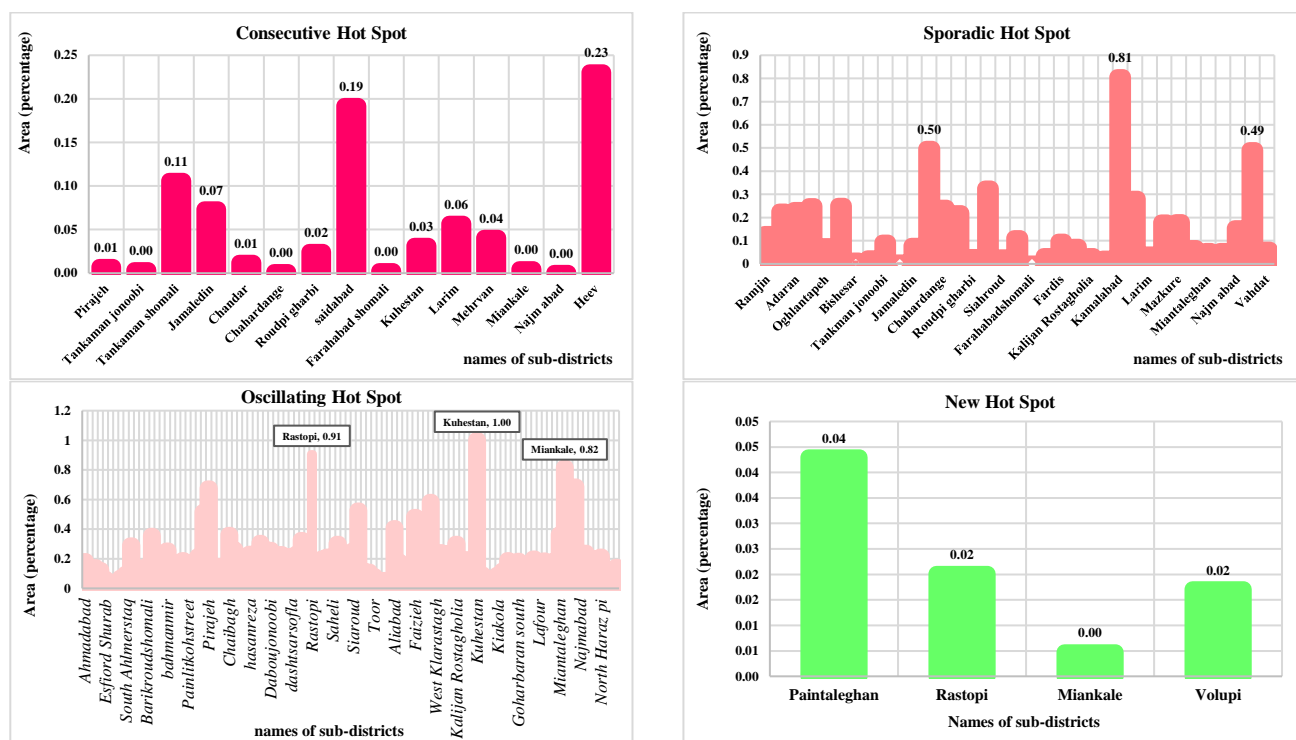 Consecutive Hot Spot
Area (percentage)
0.25
0.20
0.15
0.10
0.05
0.00
0.01
0.00
0.11
0.07
0.01
0.00
0.02
0.19
0.00
0.03
0.06
0.04
0.00
0.00
0.23
Pirajeh
Tankaman jonoobi
Tankaman shomali
Jamaledin
Chandar
Chahardange
Roudpi gharbi
saidabad
Farahabad shomali
Kuhestan
Larim
Mehrvan
Miankale
Najm abad
Heev
names of sub-districts
Sporadic Hot Spot
Area (percentage)
0.9
0.8
0.7
0.6
0.5
0.4
0.3
0.2
0.1
0
0.50
0.81
0.49
Ramjin
Adaran
Oghlantapeh
Bishesar
Tankman jonoobi
Jamaledin
Chahardange
Roudpi gharbi
Siahroud
Farahabadshomali
Fardis
Kalijan Rostagholia
Kamalabad
Larim
Mazkure
Miantaleghan
Najm abad
Vahdat
names of sub-districts
Oscillating Hot Spot
Area (percentage)
1.2
1
0.8
0.6
0.4
0.2
0
Rastopi, 0.91
Kuhestan, 1.00
Miankale, 0.82
Ahmadabad
Esfiord Shurab
South Ahlmerstaq
Barikroudshomali
bahmanmir
Painlitkohstreet
Pirajeh
Chaibagh
hasanreza
Daboujonoobi
dashtsarsofla
Rastopi
Saheli
Siaroud
Toor
Aliabad
Faizieh
West Klarastagh
Kalijan Rostagholia
Kuhestan
Kiakola
Goharbaran south
Lafour
Miantaleghan
Najmabad
North Haraz pi
names of sub-districts
New Hot Spot
Area (percentage)
0.05
0.05
0.04
0.04
0.03
0.03
0.02
0.02
0.01
0.01
0.00
0.04
0.02
0.00
0.02
Paintaleghan
Rastopi
Miankale
Volupi
Names of sub-districts